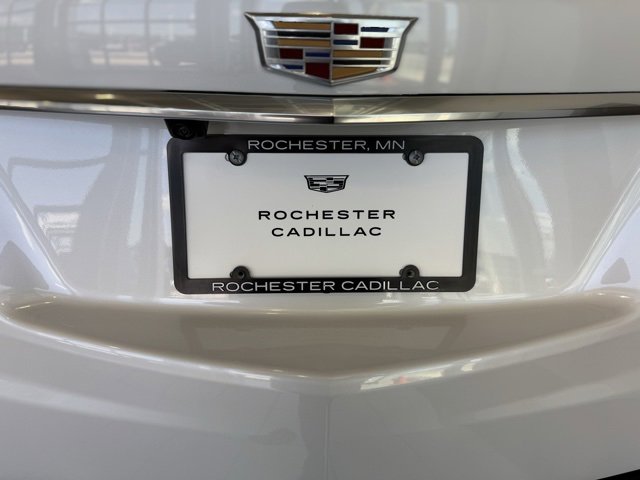 ROCHESTER, MN
ROCHESTER
CADILLAC
ROCHESTER CADILLAC